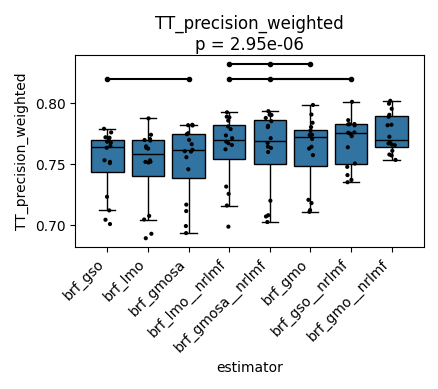 TT_precision_weighted
p = 2.95e-06
TT_precision_weighted
0.80
0.75
0.70
brf_gso
brf_lmo
brf_gmosa
brf_lmo__nrlmf
brf_gmosa__nrlmf
brf_gmo
brf_gso__nrlmf
brf_gmo__nrlmf
estimator